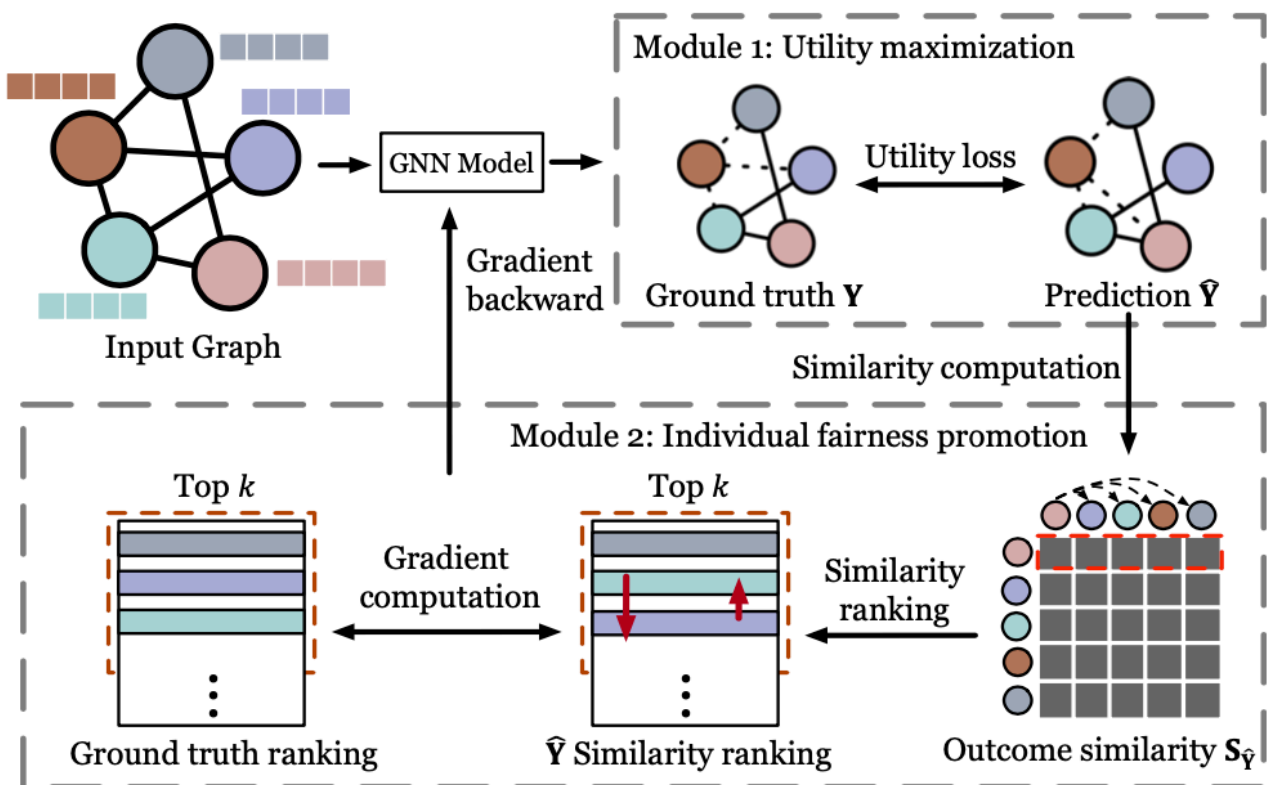 Module 1: Utility maximization
GNN Model
Utility loss
Ground truth Y
Prediction Ŷ
Input Graph
Gradient
backward
Similarity computation
Module 2: Individual fairness promotion
Top k
Top k
Gradient
computation
Similarity
ranking
Ground truth ranking
Ŷ Similarity ranking
Outcome similarity S_Ŷ